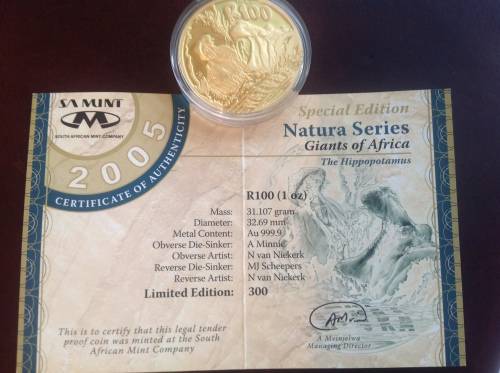 R100
SA MINT
SOUTH AFRICAN MINT COMPANY
2005
CERTIFICATE OF AUTHENTICITY
Special Edition
Natura Series
Giants of Africa
The Hippopotamus
R100 (1 oz)
Mass: 31.107 gram
Diameter: 32.69 mm
Metal Content: Au 999.9
Obverse Die-Sinker: A Minnie
Obverse Artist: N van Niekerk
Reverse Die-Sinker: MJ Scheepers
Reverse Artist: N van Niekerk
Limited Edition: 300
This is to certify that this legal tender
proof coin was minted at the South
African Mint Company
A Mvinjelwa
Managing Director